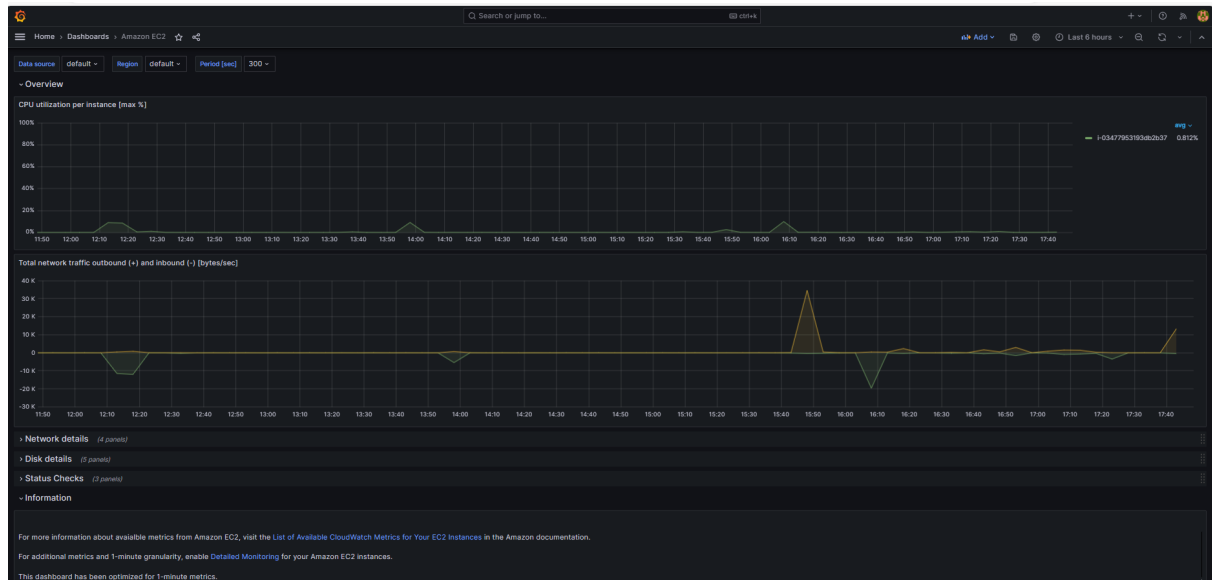 Search or jump to... ctrl+k
Home › Dashboards › Amazon EC2 Add Last 6 hours
Data source default Region default Period [sec] 300
Overview
CPU utilization per instance [max %]
100%
80%
60%
40%
20%
0%
11:50 12:00 12:10 12:20 12:30 12:40 12:50 13:00 13:10 13:20 13:30 13:40 13:50 14:00 14:10 14:20 14:30 14:40 14:50 15:00 15:10 15:20 15:30 15:40 15:50 16:00 16:10 16:20 16:30 16:40 16:50 17:00 17:10 17:20 17:30 17:40
avg
i-03477953193db2b37 0.812%
Total network traffic outbound (+) and inbound (-) [bytes/sec]
40 K
30 K
20 K
10 K
0
-10 K
-20 K
-30 K
11:50 12:00 12:10 12:20 12:30 12:40 12:50 13:00 13:10 13:20 13:30 13:40 13:50 14:00 14:10 14:20 14:30 14:40 14:50 15:00 15:10 15:20 15:30 15:40 15:50 16:00 16:10 16:20 16:30 16:40 16:50 17:00 17:10 17:20 17:30 17:40
Network details (4 panels)
Disk details (5 panels)
Status Checks (3 panels)
Information
For more information about avaialble metrics from Amazon EC2, visit the List of Available CloudWatch Metrics for Your EC2 Instances in the Amazon documentation.
For additional metrics and 1-minute granularity, enable Detailed Monitoring for your Amazon EC2 instances.
This dashboard has been optimized for 1-minute metrics.